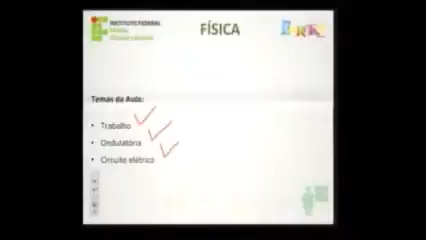 INSTITUTO FEDERAL
FÍSICA
Temas da Aula:
• Trabalho
• Ondulatória
• Circuito elétrico